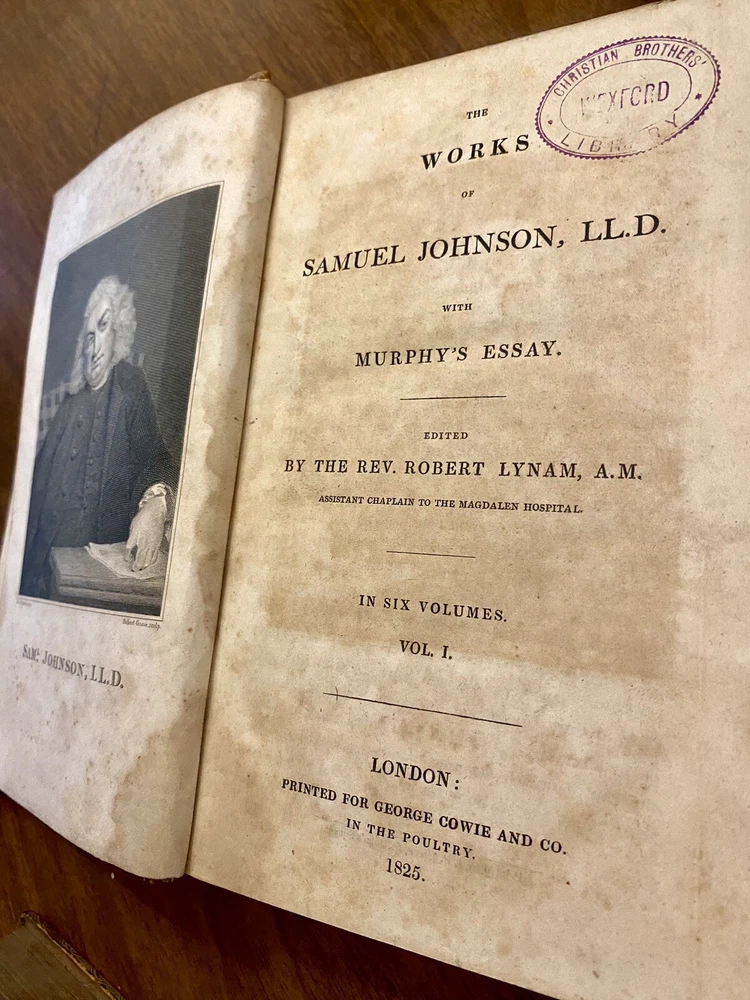 SAMᴸ. JOHNSON, LL.D.
CHRISTIAN BROTHERS'
WEXFORD
LIBRARY
THE
WORKS
OF
SAMUEL JOHNSON, LL.D.
WITH
MURPHY'S ESSAY.
EDITED
BY THE REV. ROBERT LYNAM, A.M.
ASSISTANT CHAPLAIN TO THE MAGDALEN HOSPITAL.
IN SIX VOLUMES.
VOL. I.
LONDON:
PRINTED FOR GEORGE COWIE AND CO.
IN THE POULTRY.
1825.